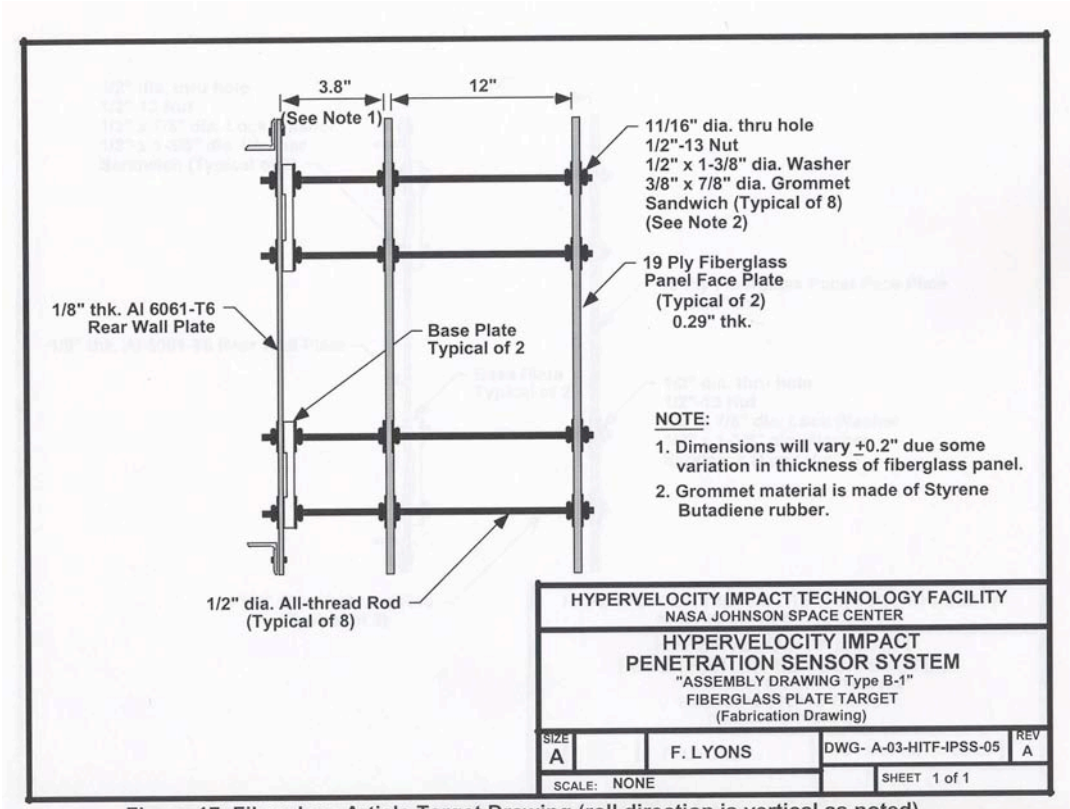 3.8"
12"
(See Note 1)
11/16" dia. thru hole
1/2"-13 Nut
1/2" x 1-3/8" dia. Washer
3/8" x 7/8" dia. Grommet
Sandwich (Typical of 8)
(See Note 2)
19 Ply Fiberglass
Panel Face Plate
(Typical of 2)
0.29" thk.
1/8" thk. Al 6061-T6
Rear Wall Plate
Base Plate
Typical of 2
NOTE:
1. Dimensions will vary ±0.2" due some
variation in thickness of fiberglass panel.
2. Grommet material is made of Styrene
Butadiene rubber.
1/2" dia. All-thread Rod
(Typical of 8)
HYPERVELOCITY IMPACT TECHNOLOGY FACILITY
NASA JOHNSON SPACE CENTER
HYPERVELOCITY IMPACT
PENETRATION SENSOR SYSTEM
"ASSEMBLY DRAWING Type B-1"
FIBERGLASS PLATE TARGET
(Fabrication Drawing)
SIZE
A
F. LYONS
DWG- A-03-HITF-IPSS-05
REV
A
SCALE: NONE
SHEET 1 of 1